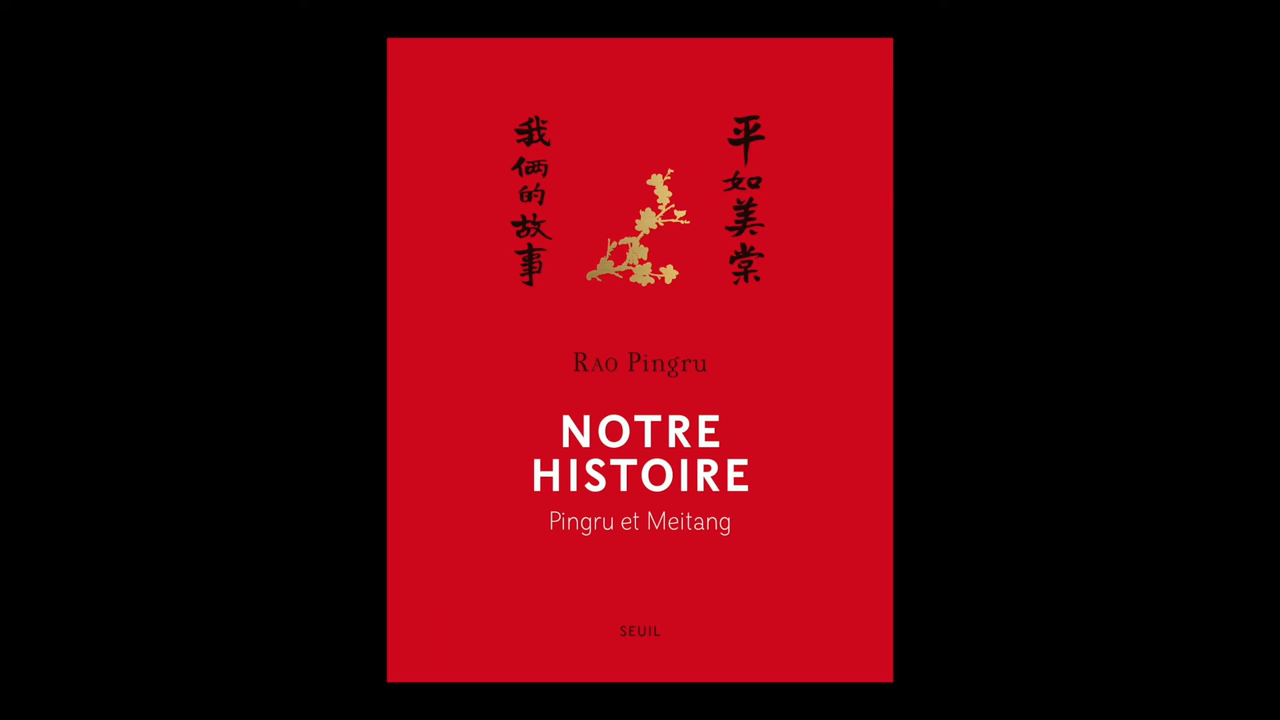 平如美棠
我俩的故事
RAO Pingru
NOTRE
HISTOIRE
Pingru et Meitang
SEUIL